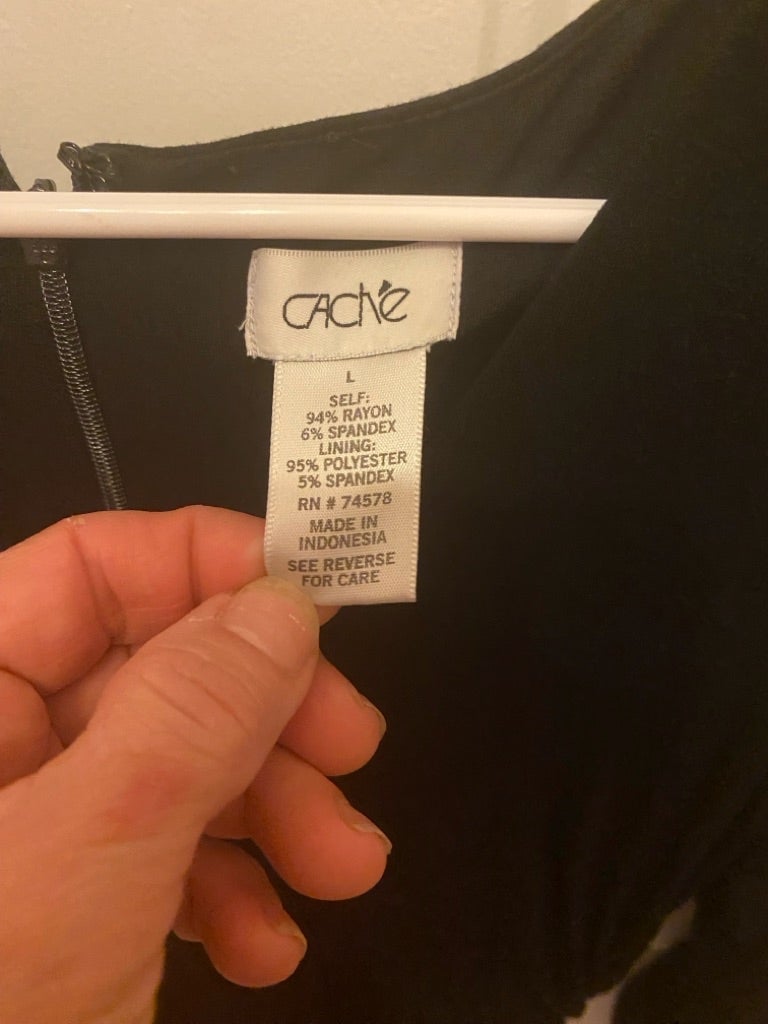 CACHÉ
L
SELF:
94% RAYON
6% SPANDEX
LINING:
95% POLYESTER
5% SPANDEX
RN # 74578
MADE IN
INDONESIA
SEE REVERSE
FOR CARE